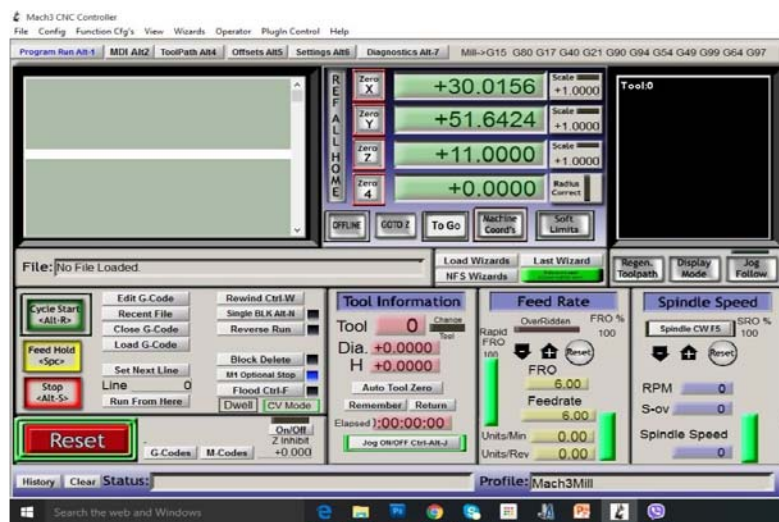 Mach3 CNC Controller
File Config Function Cfg's View Wizards Operator PlugIn Control Help
Program Run Alt-1 MDI Alt2 ToolPath Alt4 Offsets Alt5 Settings Alt6 Diagnostics Alt-7 Mill->G15 G80 G17 G40 G21 G90 G94 G54 G49 G99 G64 G97
REF ALL HOME
Zero X +30.0156 Scale +1.0000
Zero Y +51.6424 Scale +1.0000
Zero Z +11.0000 Scale +1.0000
Zero 4 +0.0000 Radius Correct
OFFLINE GOTO Z To Go Machine Coord's Soft Limits
Tool:0
File: No File Loaded.
Load Wizards Last Wizard
NFS Wizards
Regen. Toolpath Display Mode Jog Follow
Cycle Start <Alt-R>
Feed Hold <Spc>
Stop <Alt-S>
Edit G-Code Rewind Ctrl-W
Recent File Single BLK Alt-N
Close G-Code Reverse Run
Load G-Code
Set Next Line Block Delete
M1 Optional Stop
Line 0 Flood Ctrl-F
Run From Here Dwell CV Mode
Reset
G-Codes M-Codes
On/Off
Z Inhibit
+0.000
Tool Information
Tool 0 Change Tool
Dia. +0.0000
H +0.0000
Auto Tool Zero
Remember Return
Elapsed 00:00:00
Jog ON/OFF Ctrl-Alt-J
Feed Rate
OverRidden FRO %
Rapid FRO 100
100
Reset
FRO
6.00
Feedrate
6.00
Units/Min 0.00
Units/Rev 0.00
Spindle Speed
Spindle CW F5 SRO %
100
Reset
RPM 0
S-ov 0
Spindle Speed
0
History Clear Status: Profile: Mach3Mill
Search the web and Windows